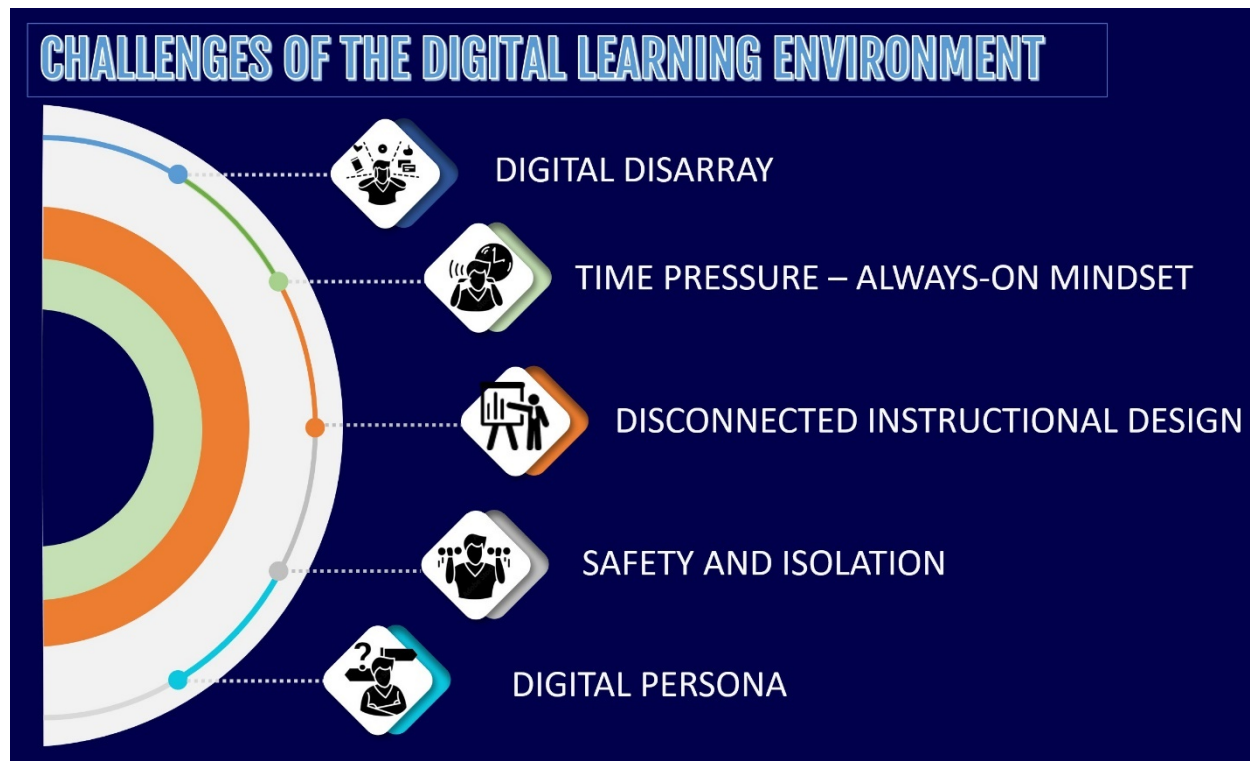 CHALLENGES OF THE DIGITAL LEARNING ENVIRONMENT
DIGITAL DISARRAY
TIME PRESSURE – ALWAYS-ON MINDSET
DISCONNECTED INSTRUCTIONAL DESIGN
SAFETY AND ISOLATION
?
DIGITAL PERSONA